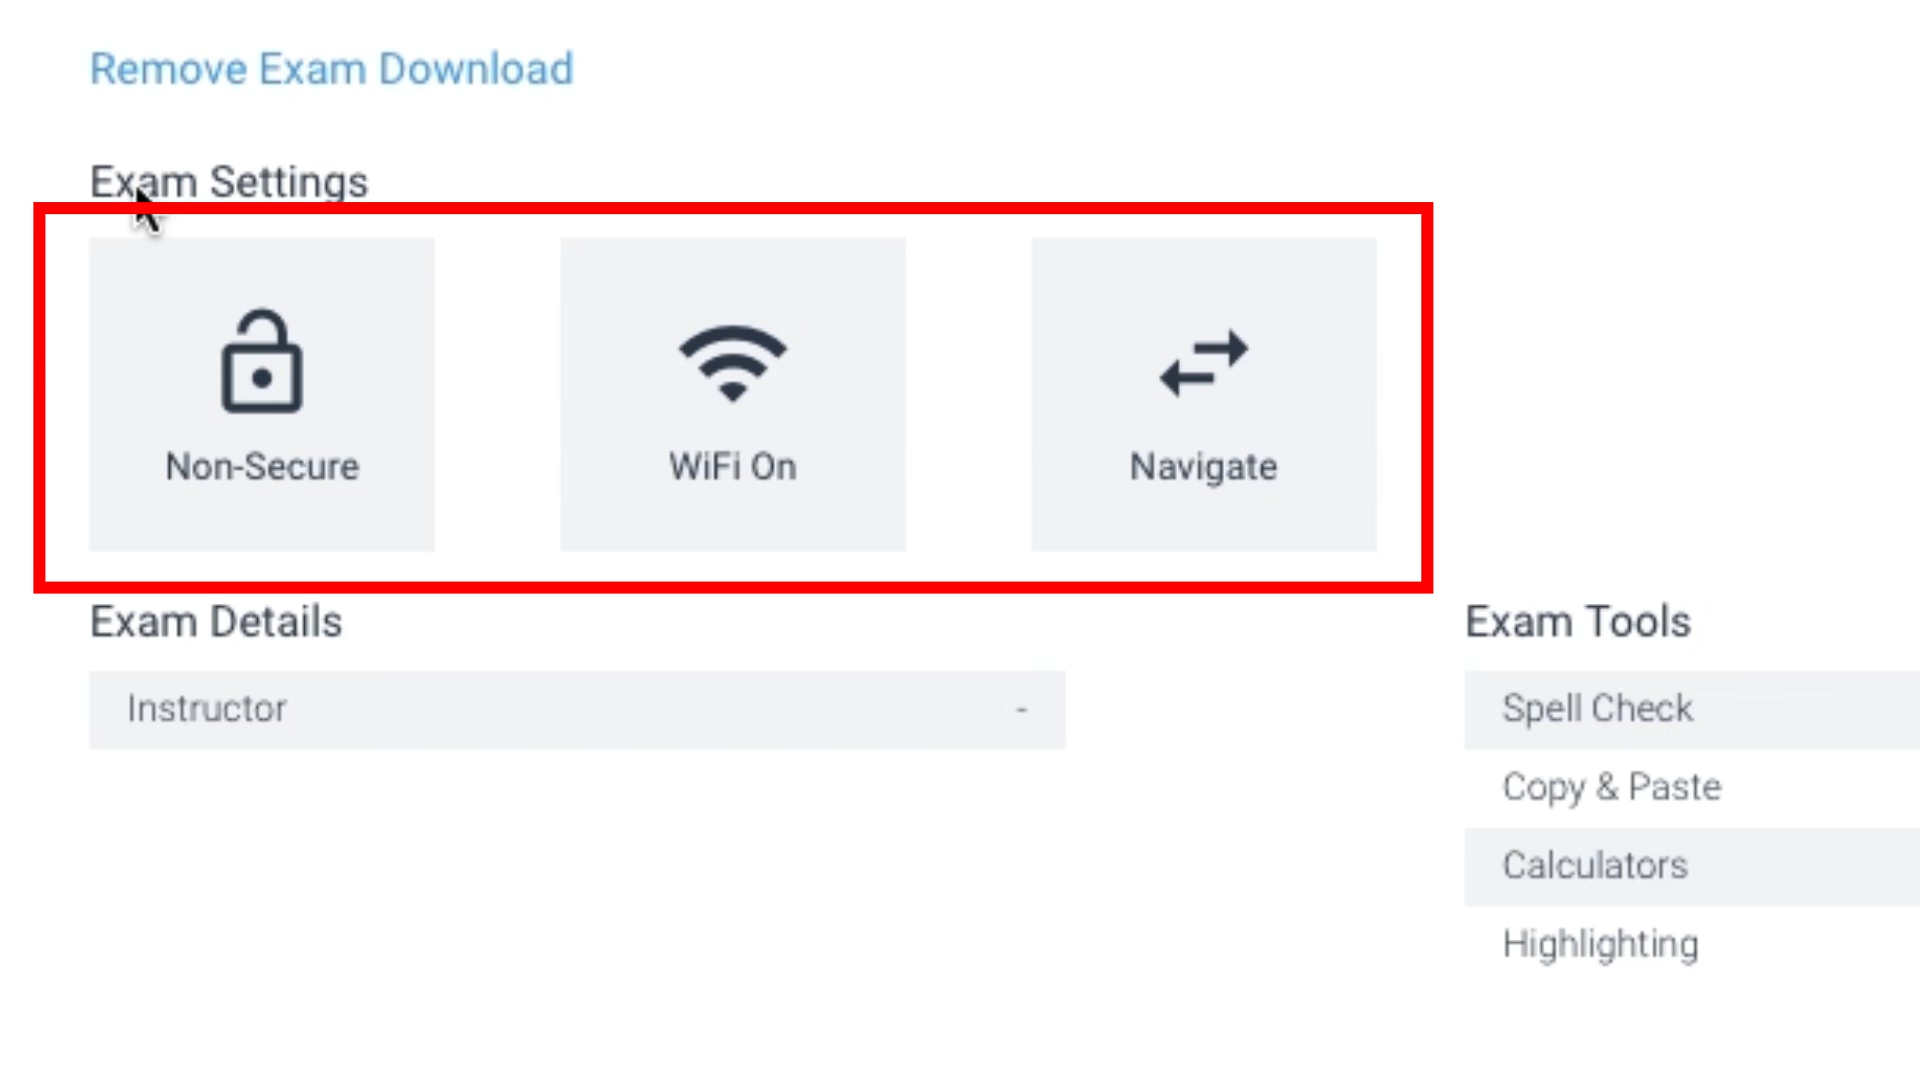 Remove Exam Download
Exam Settings
Non-Secure
WiFi On
Navigate
Exam Details
Instructor -
Exam Tools
Spell Check
Copy & Paste
Calculators
Highlighting